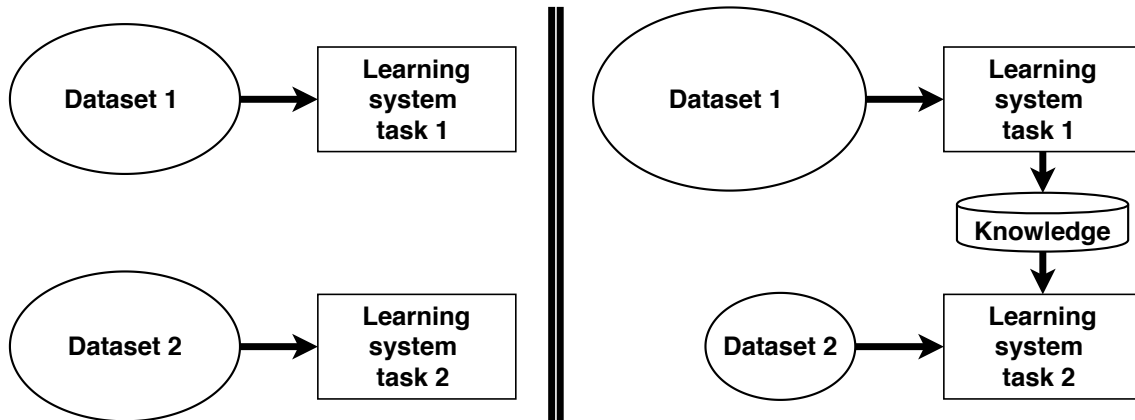 Dataset 1
Learning
system
task 1
Dataset 2
Learning
system
task 2
Dataset 1
Learning
system
task 1
Knowledge
Dataset 2
Learning
system
task 2